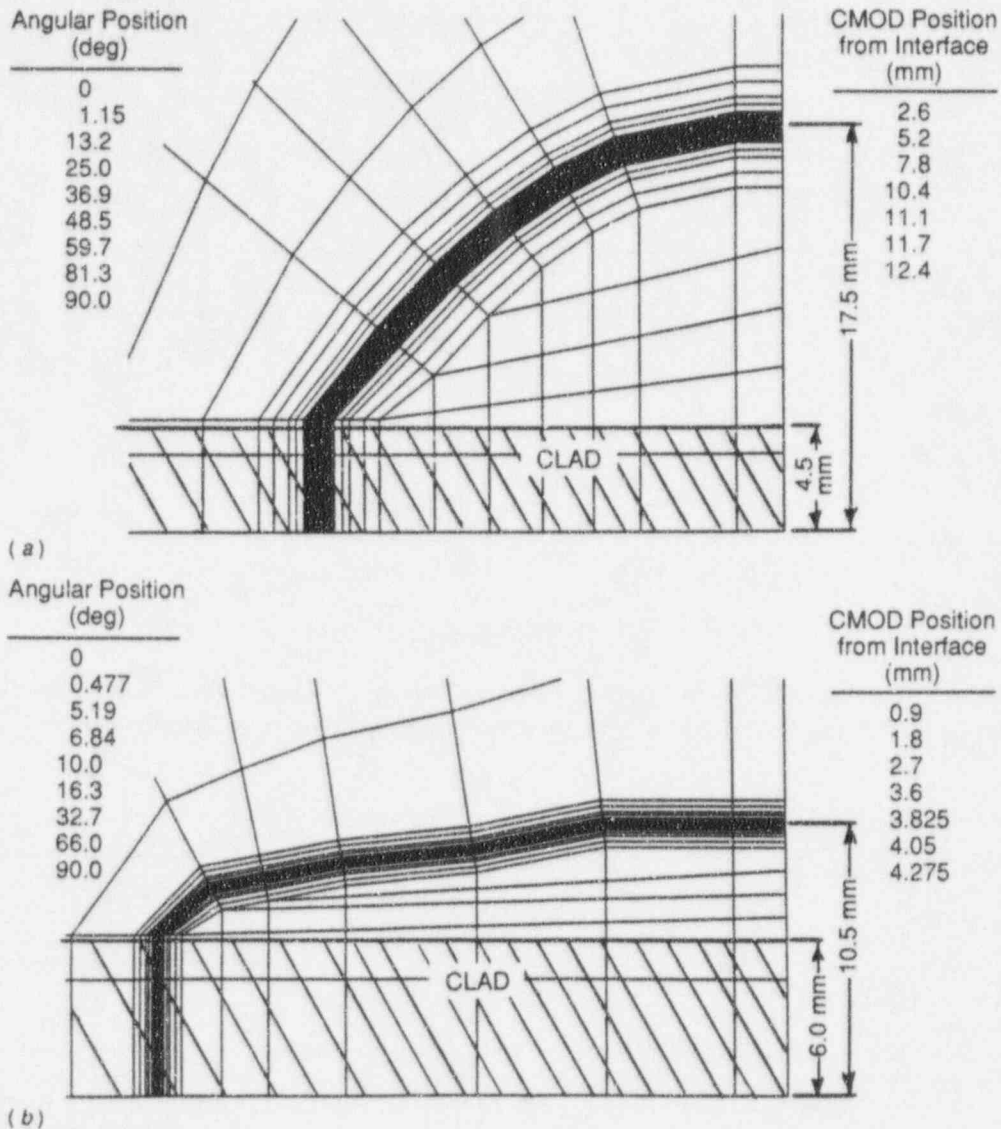 Angular Position
(deg)
0
1.15
13.2
25.0
36.9
48.5
59.7
81.3
90.0
CMOD Position
from Interface
(mm)
2.6
5.2
7.8
10.4
11.1
11.7
12.4
17.5 mm
4.5
mm
CLAD
(a)
Angular Position
(deg)
0
0.477
5.19
6.84
10.0
16.3
32.7
66.0
90.0
CMOD Position
from Interface
(mm)
0.9
1.8
2.7
3.6
3.825
4.05
4.275
10.5 mm
6.0 mm
CLAD
(b)